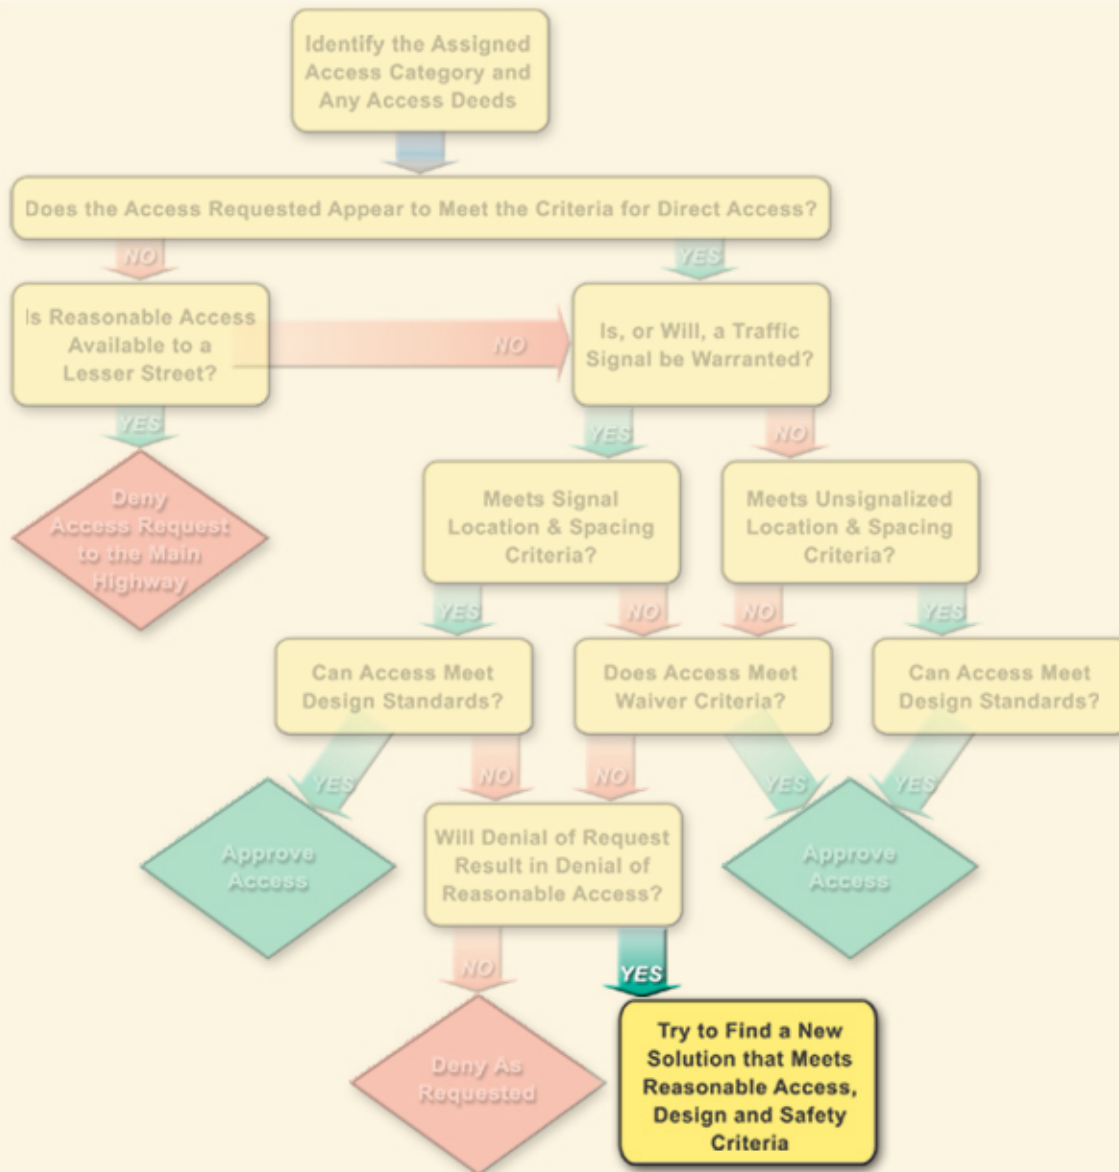 Identify the Assigned
Access Category and
Any Access Deeds
Does the Access Requested Appear to Meet the Criteria for Direct Access?
NO
YES
Is Reasonable Access
Available to a
Lesser Street?
NO
Is, or Will, a Traffic
Signal be Warranted?
YES
YES
NO
Deny
Access Request
to the Main
Highway
Meets Signal
Location & Spacing
Criteria?
Meets Unsignalized
Location & Spacing
Criteria?
YES
NO
NO
YES
Can Access Meet
Design Standards?
Does Access Meet
Waiver Criteria?
Can Access Meet
Design Standards?
YES
NO
NO
YES
YES
Approve
Access
Will Denial of Request
Result in Denial of
Reasonable Access?
Approve
Access
NO
YES
Deny As
Requested
Try to Find a New
Solution that Meets
Reasonable Access,
Design and Safety
Criteria